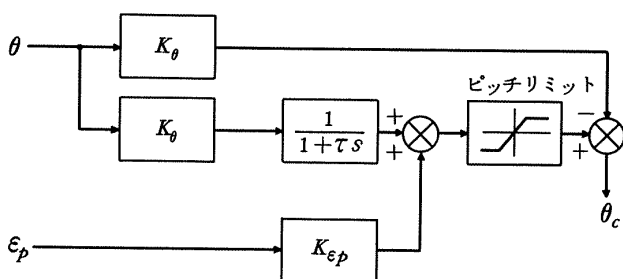 θ
K_θ
ピッチリミット
K_θ
1
1+τs
+
+
−
+
θ_c
ε_p
K_εp